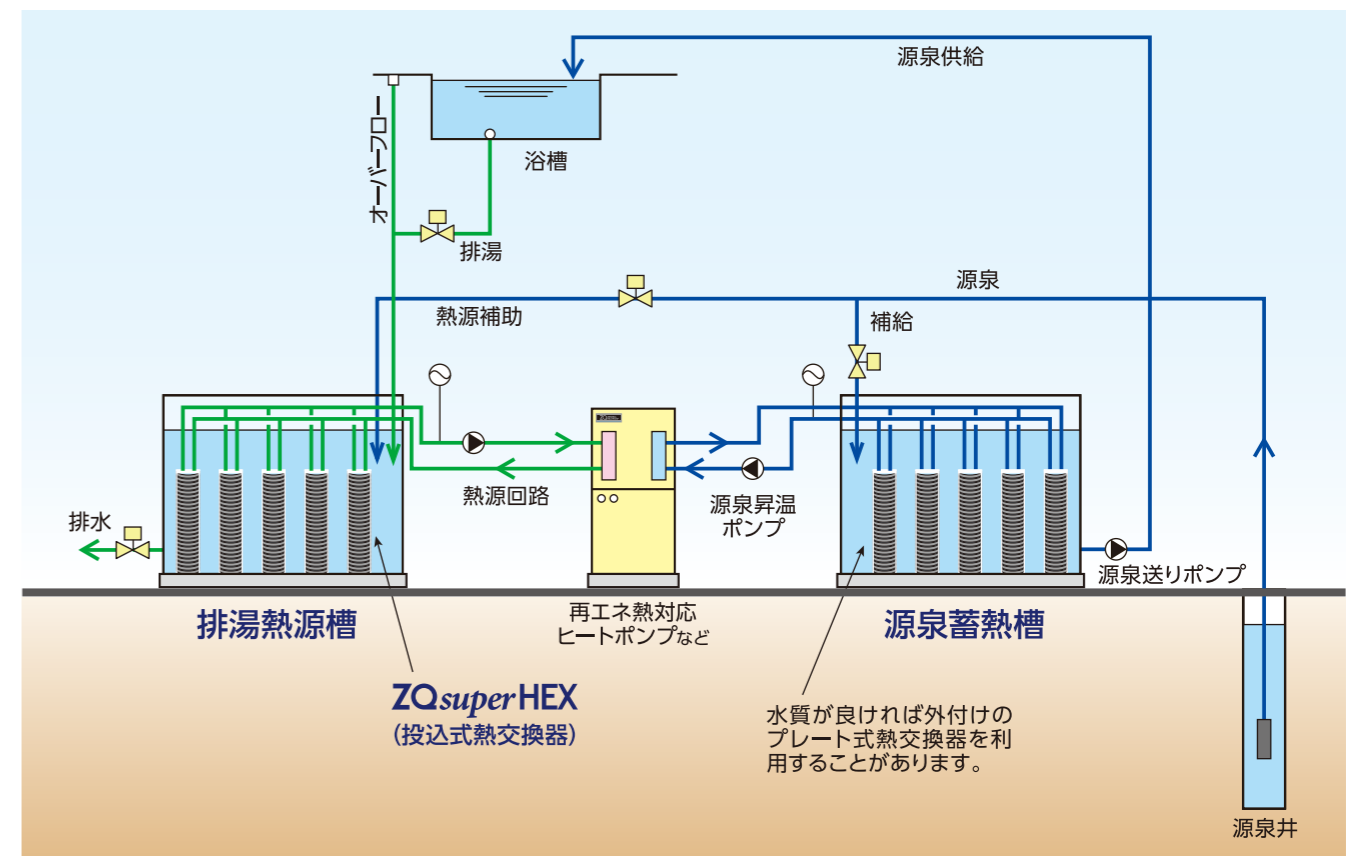 源泉供給
オーバーフロー
浴槽
排湯
源泉
熱源補助
補給
熱源回路
源泉昇温
ポンプ
排水
源泉送りポンプ
排湯熱源槽
再エネ熱対応
ヒートポンプなど
源泉蓄熱槽
ZQsuperHEX
(投込式熱交換器)
水質が良ければ外付けの
プレート式熱交換器を利
用することがあります。
源泉井